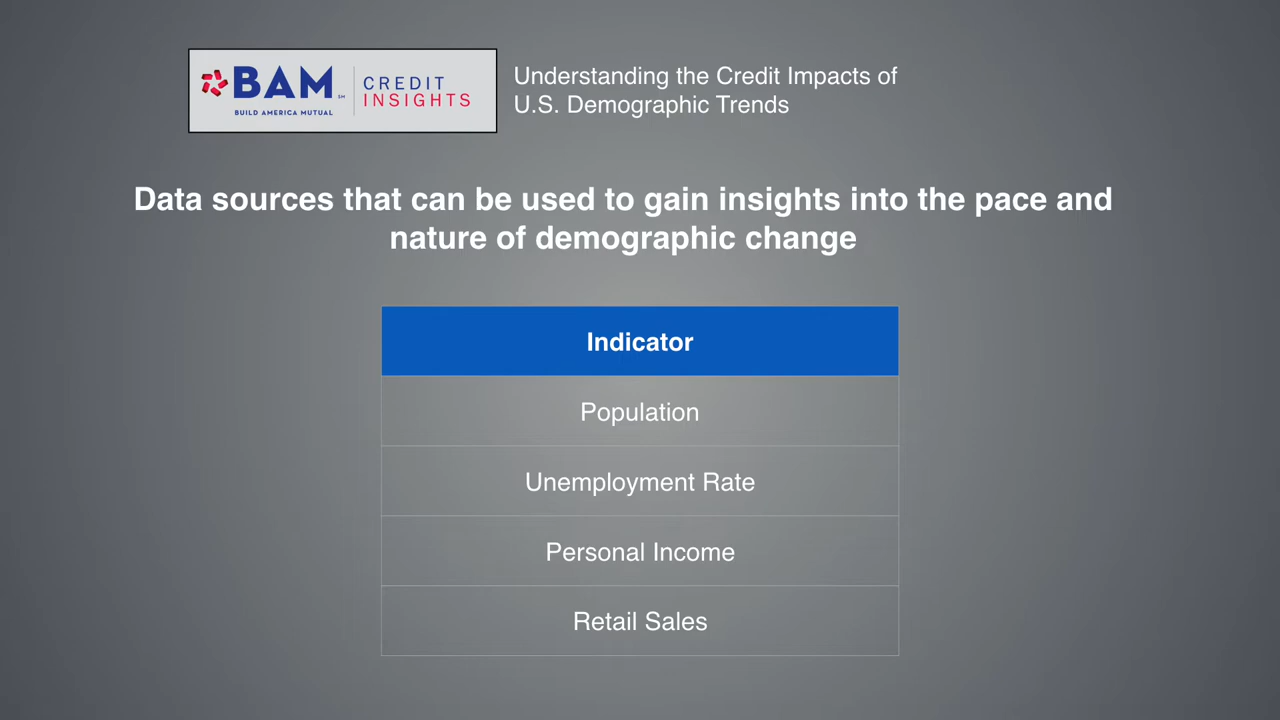 BAM SM
BUILD AMERICA MUTUAL
CREDIT
INSIGHTS
Understanding the Credit Impacts of
U.S. Demographic Trends
Data sources that can be used to gain insights into the pace and
nature of demographic change
Indicator
Population
Unemployment Rate
Personal Income
Retail Sales